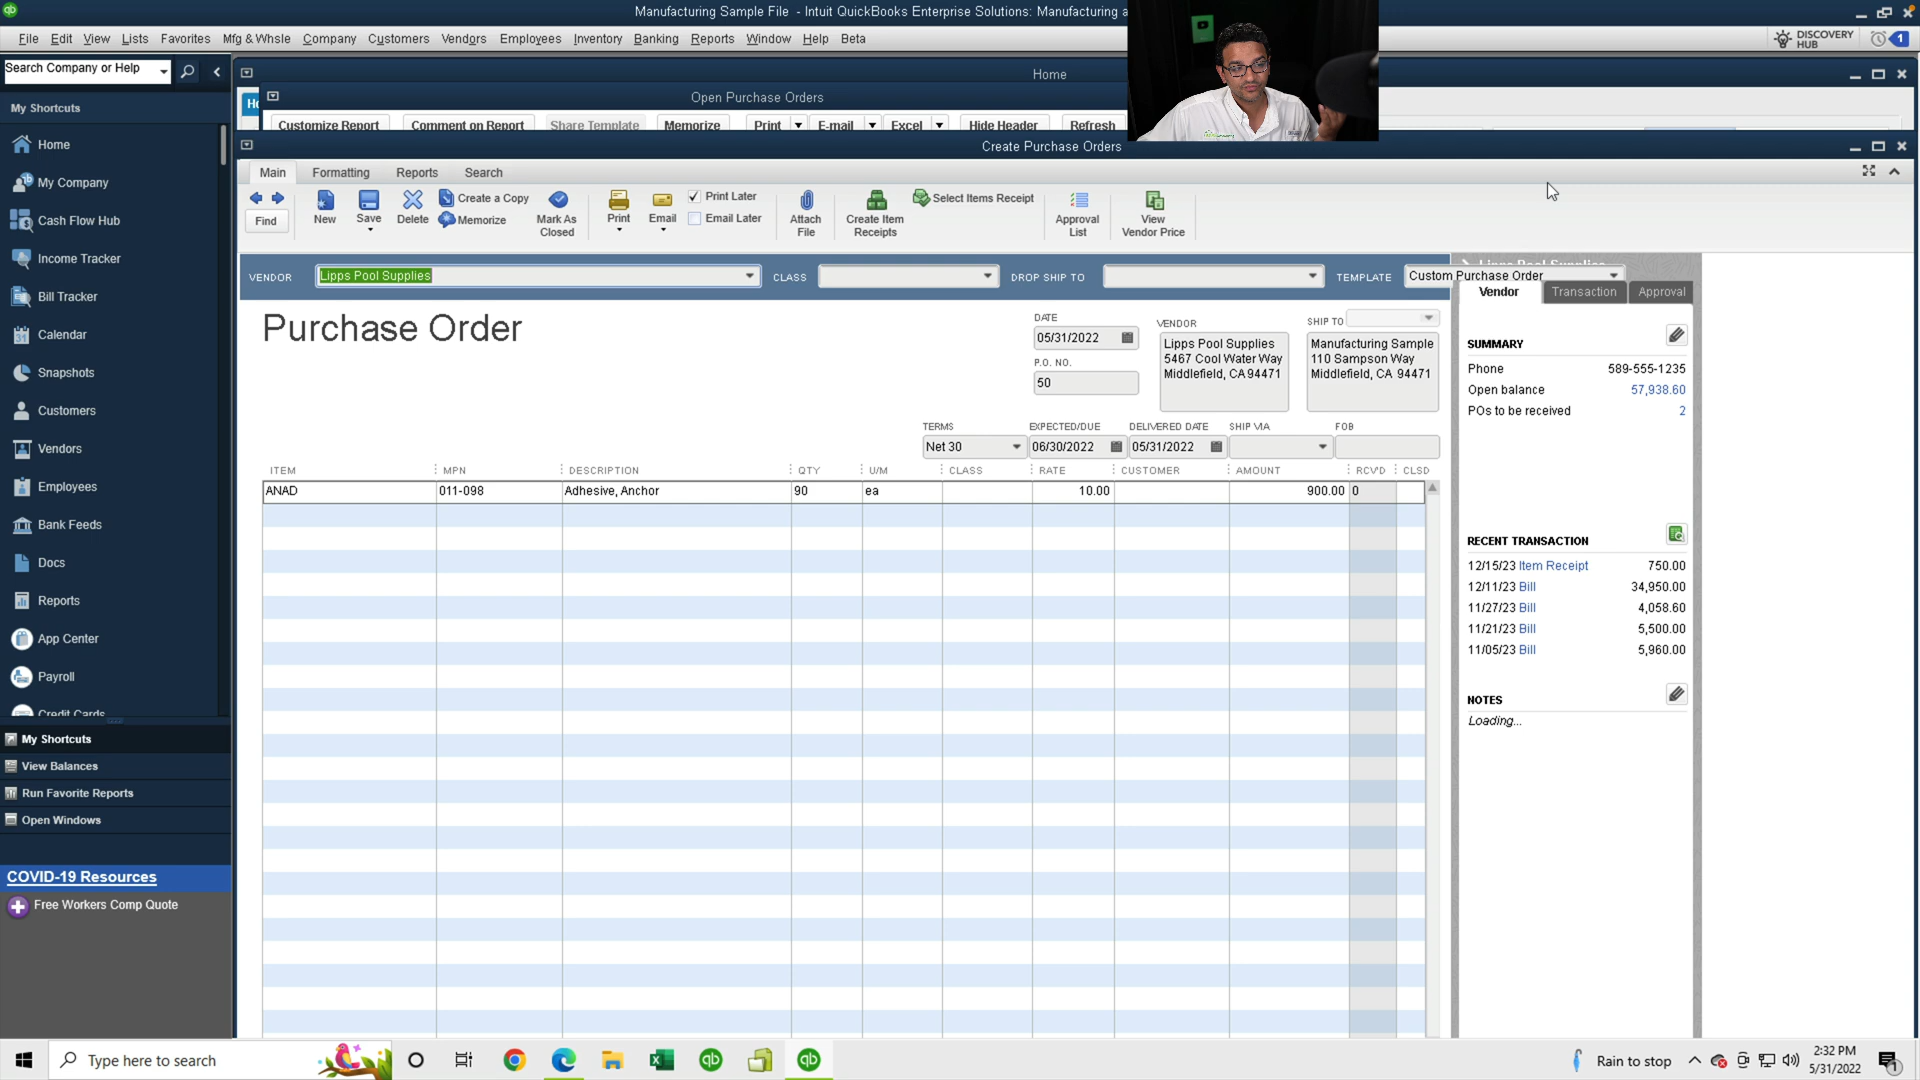 Manufacturing Sample File - Intuit QuickBooks Enterprise Solutions: Manufacturing a
File Edit View Lists Favorites Mfg & Whsle Company Customers Vendors Employees Inventory Banking Reports Window Help Beta
DISCOVERY HUB 1
Search Company or Help
Home
My Shortcuts
Open Purchase Orders
Customize Report Comment on Report Share Template Memorize Print E-mail Excel Hide Header Refresh
Create Purchase Orders
Main Formatting Reports Search
Find
New
Save
Delete
Create a Copy
Memorize
Mark As
Closed
Print
Email
Print Later
Email Later
Attach
File
Create Item
Receipts
Select Items Receipt
Approval
List
View
Vendor Price
Home
My Company
Cash Flow Hub
Income Tracker
Bill Tracker
Calendar
Snapshots
Customers
Vendors
Employees
Bank Feeds
Docs
Reports
App Center
Payroll
Credit Cards
My Shortcuts
View Balances
Run Favorite Reports
Open Windows
COVID-19 Resources
Free Workers Comp Quote
VENDOR Lipps Pool Supplies CLASS DROP SHIP TO TEMPLATE Custom Purchase Order
Purchase Order
DATE
05/31/2022
P.O. NO.
50
VENDOR
Lipps Pool Supplies
5467 Cool Water Way
Middlefield, CA 94471
SHIP TO
Manufacturing Sample
110 Sampson Way
Middlefield, CA 94471
TERMS EXPECTED/DUE DELIVERED DATE SHIP VIA FOB
Net 30 06/30/2022 05/31/2022
ITEM MPN DESCRIPTION QTY U/M CLASS RATE CUSTOMER AMOUNT RCV'D CLSD
ANAD 011-098 Adhesive, Anchor 90 ea 10.00 900.00 0
Lipps Pool Supplies
Vendor Transaction Approval
SUMMARY
Phone 589-555-1235
Open balance 57,938.60
POs to be received 2
RECENT TRANSACTION
12/15/23 Item Receipt 750.00
12/11/23 Bill 34,950.00
11/27/23 Bill 4,058.60
11/21/23 Bill 5,500.00
11/05/23 Bill 5,960.00
NOTES
Loading...
Type here to search
Rain to stop
2:32 PM
5/31/2022
1